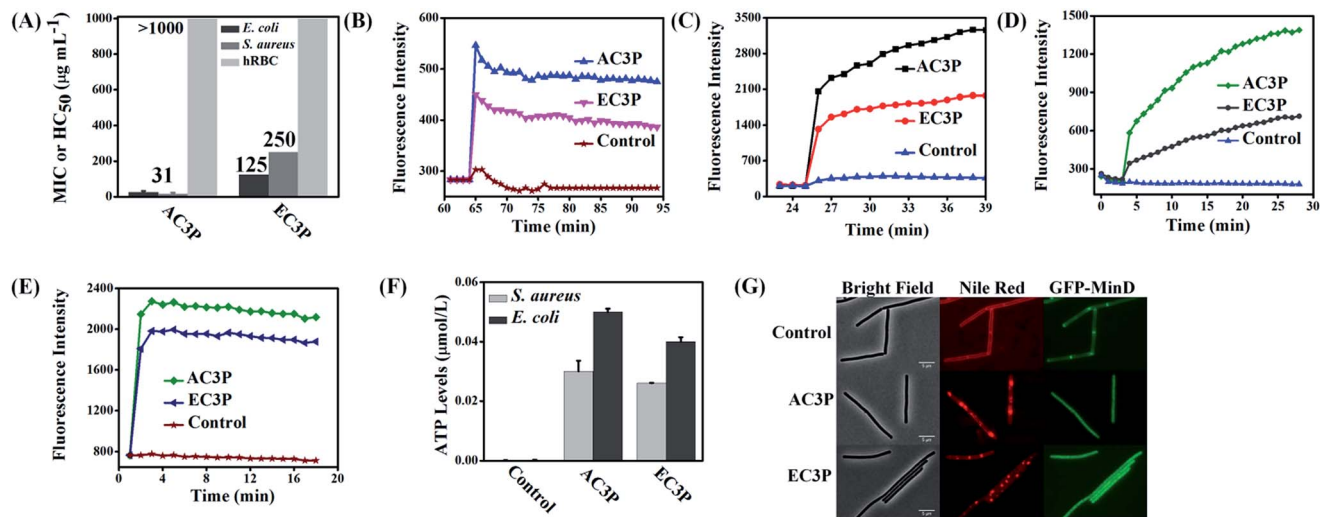 (A)
MIC or HC50 (µg mL-1)
1000
800
600
400
200
0
>1000
E. coli
S. aureus
hRBC
31
125
250
AC3P
EC3P
(B)
Fluorescence Intensity
600
500
400
300
AC3P
EC3P
Control
60 65 70 75 80 85 90 95
Time (min)
(C)
Fluorescence Intensity
3500
2800
2100
1400
700
0
AC3P
EC3P
Control
24 27 30 33 36 39
Time (min)
(D)
Fluorescence Intensity
1500
1200
900
600
300
AC3P
EC3P
Control
0 5 10 15 20 25 30
Time (min)
(E)
Fluorescence Intensity
2400
2000
1600
1200
800
AC3P
EC3P
Control
0 4 8 12 16 20
Time (min)
(F)
ATP Levels (µmol/L)
0.06
0.04
0.02
0.00
S. aureus
E. coli
Control
AC3P
EC3P
(G)
Bright Field Nile Red GFP-MinD
Control
AC3P
EC3P